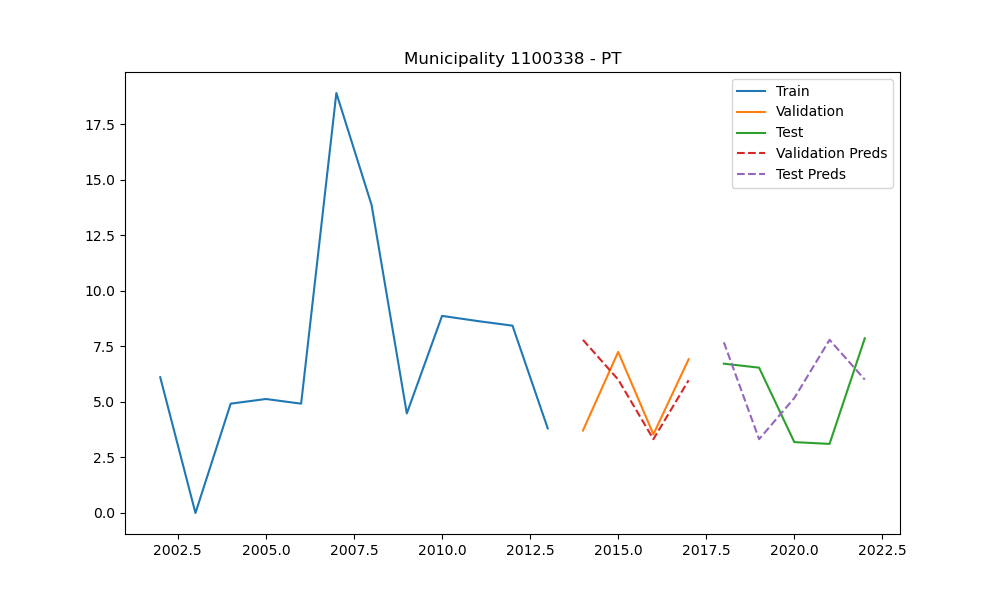 Municipality 1100338 - PT
Train
Validation
Test
Validation Preds
Test Preds
17.5
15.0
12.5
10.0
7.5
5.0
2.5
0.0
2002.5 2005.0 2007.5 2010.0 2012.5 2015.0 2017.5 2020.0 2022.5